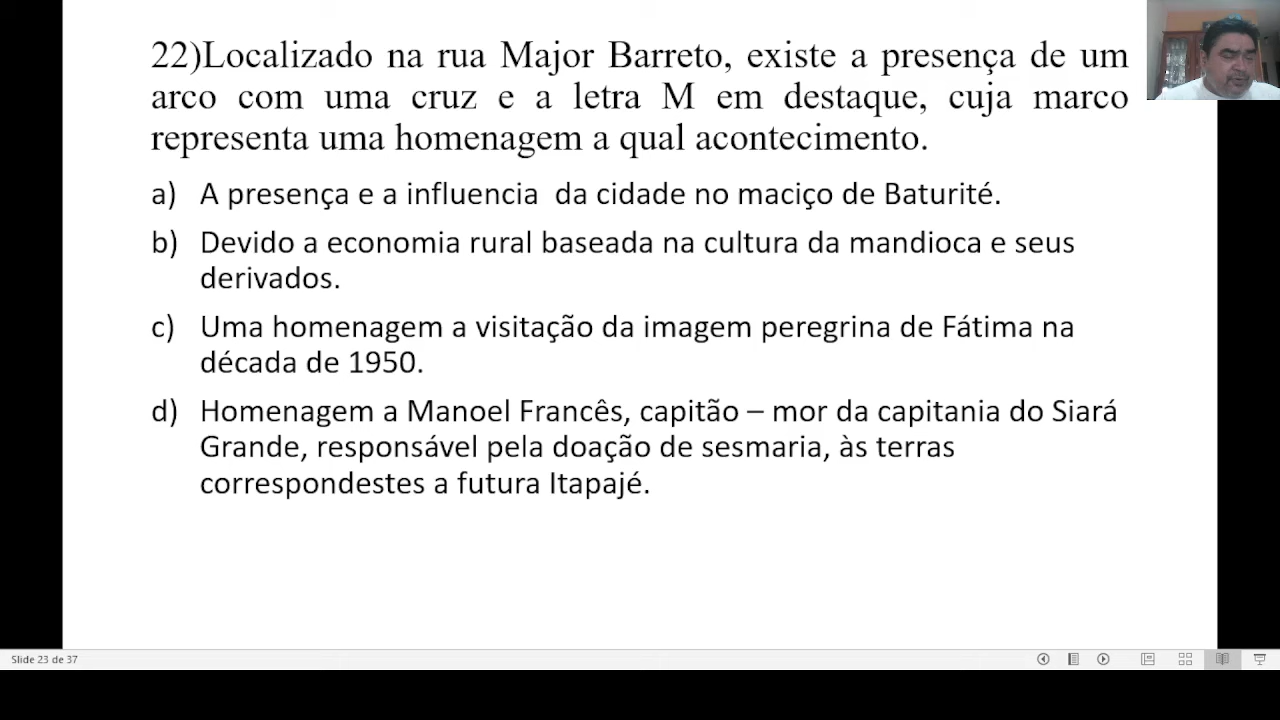 22)Localizado na rua Major Barreto, existe a presença de um
arco com uma cruz e a letra M em destaque, cuja marco
representa uma homenagem a qual acontecimento.
a) A presença e a influencia da cidade no maciço de Baturité.
b) Devido a economia rural baseada na cultura da mandioca e seus
derivados.
c) Uma homenagem a visitação da imagem peregrina de Fátima na
década de 1950.
d) Homenagem a Manoel Francês, capitão – mor da capitania do Siará
Grande, responsável pela doação de sesmaria, às terras
correspondestes a futura Itapajé.
Slide 23 de 37